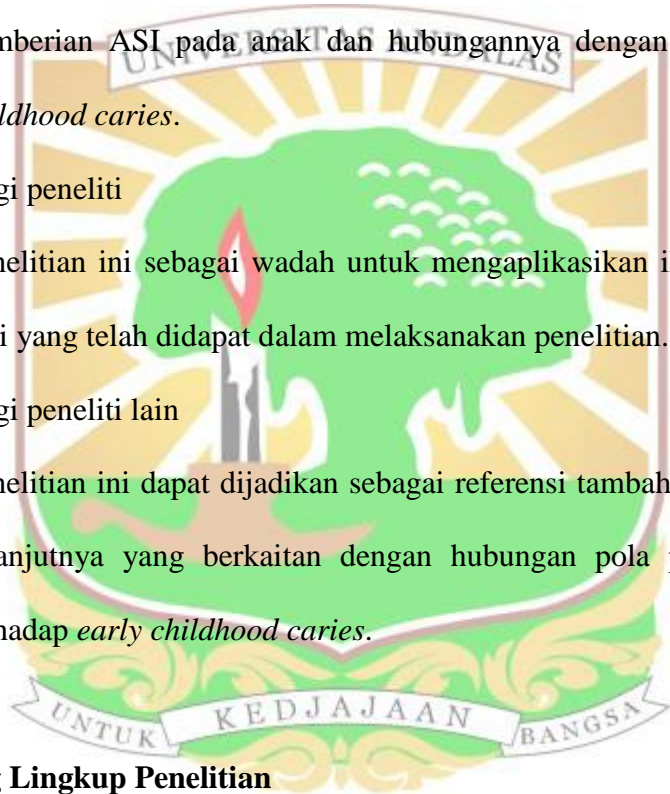 mberian ASI pada anak dan hubungannya dengan
UNIVERSITAS ANDALAS
ldhood caries.
gi peneliti
nelitian ini sebagai wadah untuk mengaplikasikan i
i yang telah didapat dalam melaksanakan penelitian.
gi peneliti lain
nelitian ini dapat dijadikan sebagai referensi tambah
anjutnya yang berkaitan dengan hubungan pola p
hadap early childhood caries.
UNTUK KEDJAJAAN BANGSA
g Lingkup Penelitian